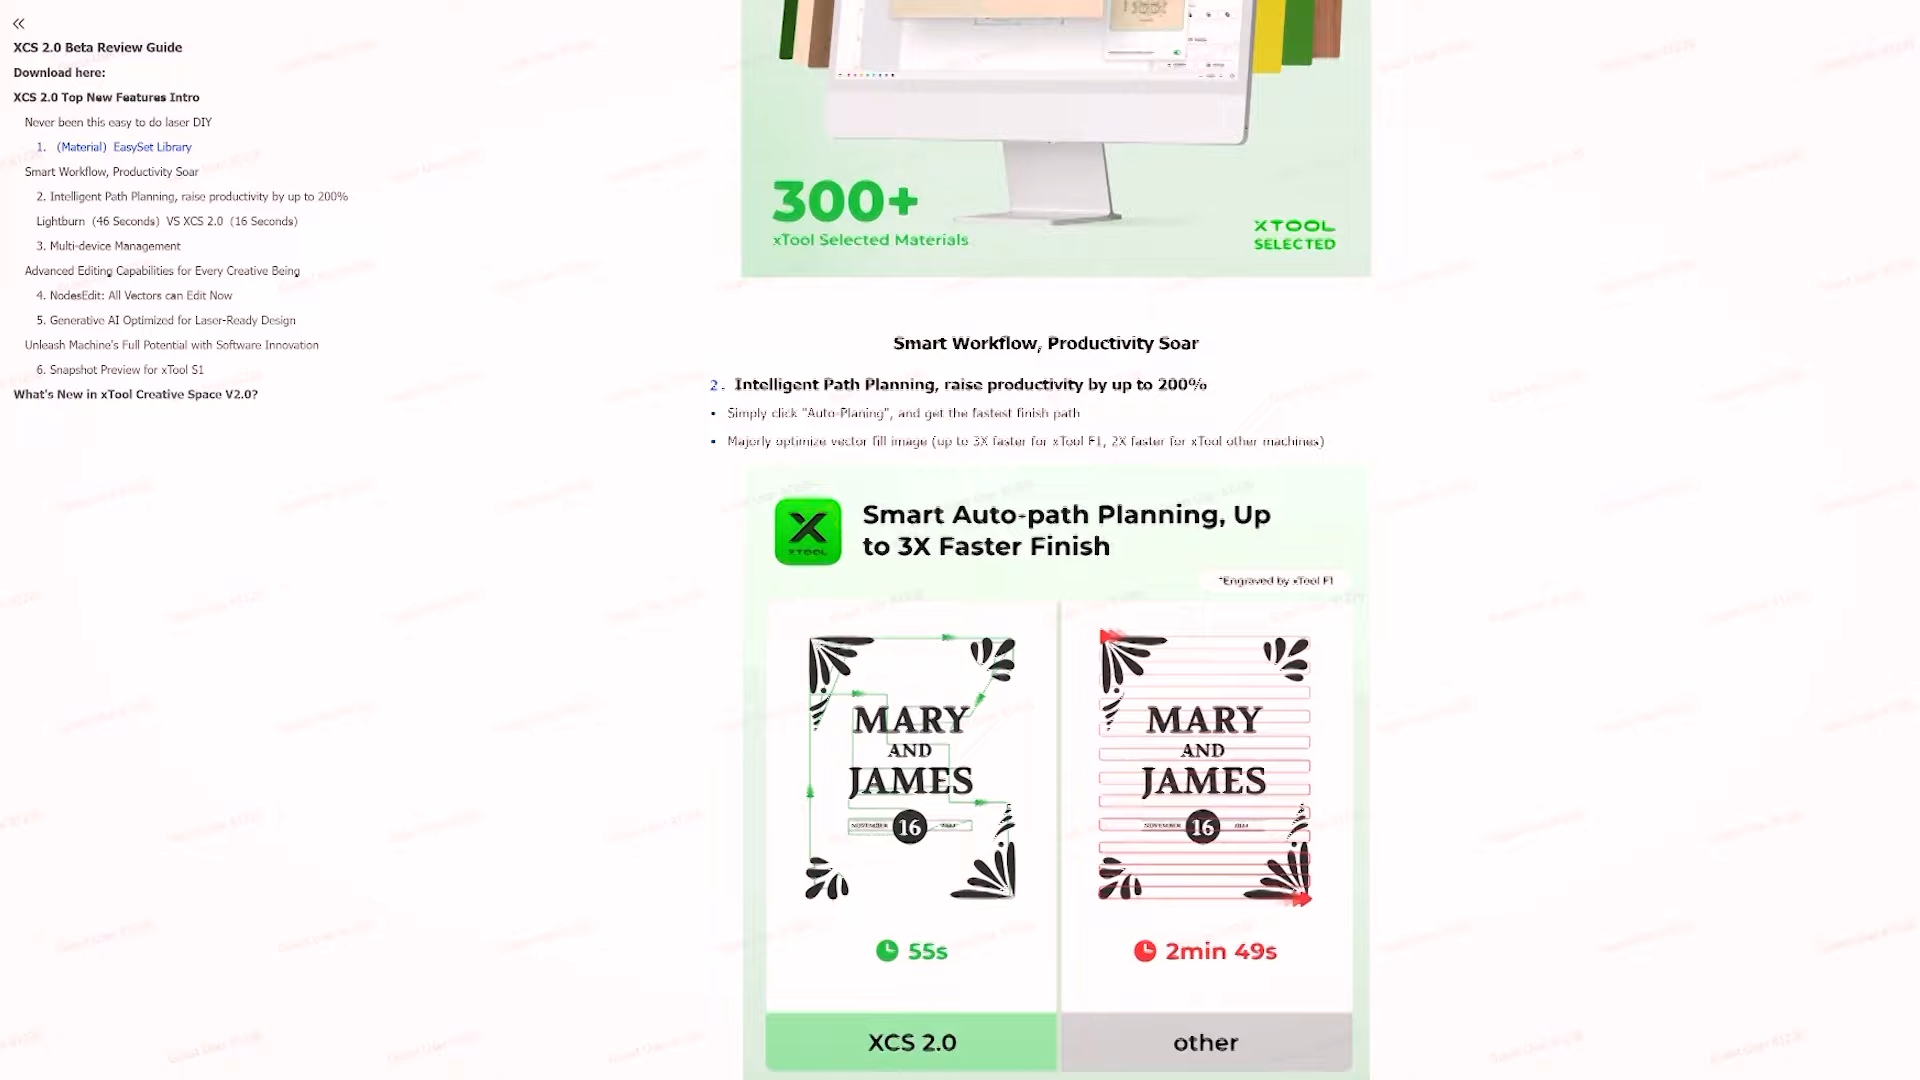 XCS 2.0 Beta Review Guide
Download here:
XCS 2.0 Top New Features Intro
Never been this easy to do laser DIY
1. (Material) EasySet Library
Smart Workflow, Productivity Soar
2. Intelligent Path Planning, raise productivity by up to 200%
Lightburn (46 Seconds) VS XCS 2.0 (16 Seconds)
3. Multi-device Management
Advanced Editing Capabilities for Every Creative Being
4. NodesEdit: All Vectors can Edit Now
5. Generative AI Optimized for Laser-Ready Design
Unleash Machine's Full Potential with Software Innovation
6. Snapshot Preview for xTool S1
What's New in xTool Creative Space V2.0?
300+
xTool Selected Materials
XTOOL
SELECTED
Smart Workflow, Productivity Soar
2. Intelligent Path Planning, raise productivity by up to 200%
• Simply click "Auto-Planing", and get the fastest finish path
• Majorly optimize vector fill image (up to 3X faster for xTool F1, 2X faster for xTool other machines)
XTOOL
Smart Auto-path Planning, Up
to 3X Faster Finish
*Engraved by xTool F1
MARY
AND
JAMES
NOVEMBER 16
55s
XCS 2.0
MARY
AND
JAMES
NOVEMBER 16
2min 49s
other